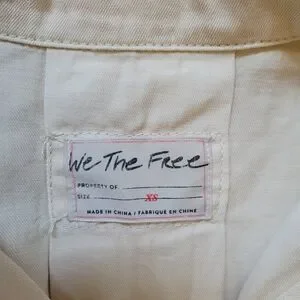 We The Free
PROPERTY OF
SIZE XS
MADE IN CHINA / FABRIQUE EN CHINE